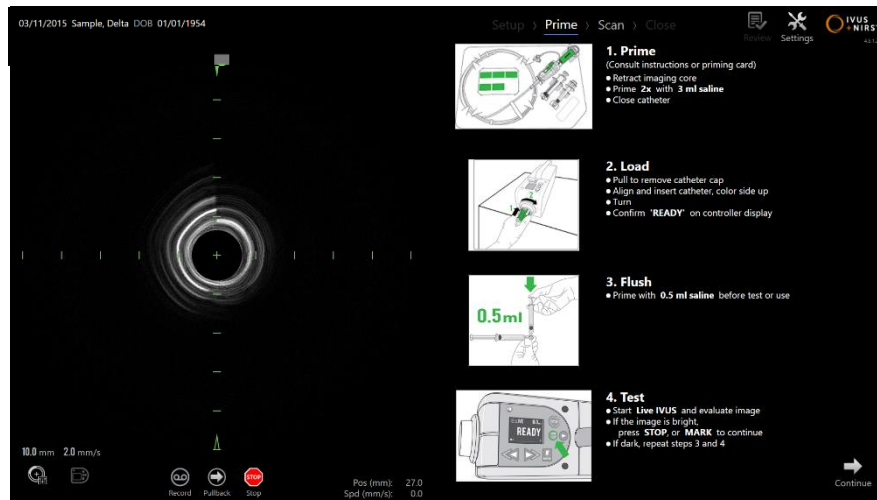 03/11/2015 Sample, Delta DOB 01/01/1954
Setup > Prime > Scan > Close
Review
Settings
IVUS
+NIRS
1. Prime
(Consult instructions or priming card)
● Retract imaging core
● Prime 2x with 3 ml saline
● Close catheter
2. Load
● Pull to remove catheter cap
● Align and insert catheter, color side up
● Turn
● Confirm 'READY' on controller display
1
2
3. Flush
● Prime with 0.5 ml saline before test or use
0.5ml
4. Test
● Start Live IVUS and evaluate image
● If the image is bright,
press STOP, or MARK to continue
● If dark, repeat steps 3 and 4
READY
10.0 mm 2.0 mm/s
Record
Pullback
STOP
Stop
Pos (mm): 27.0
Spd (mm/s): 0.0
Continue